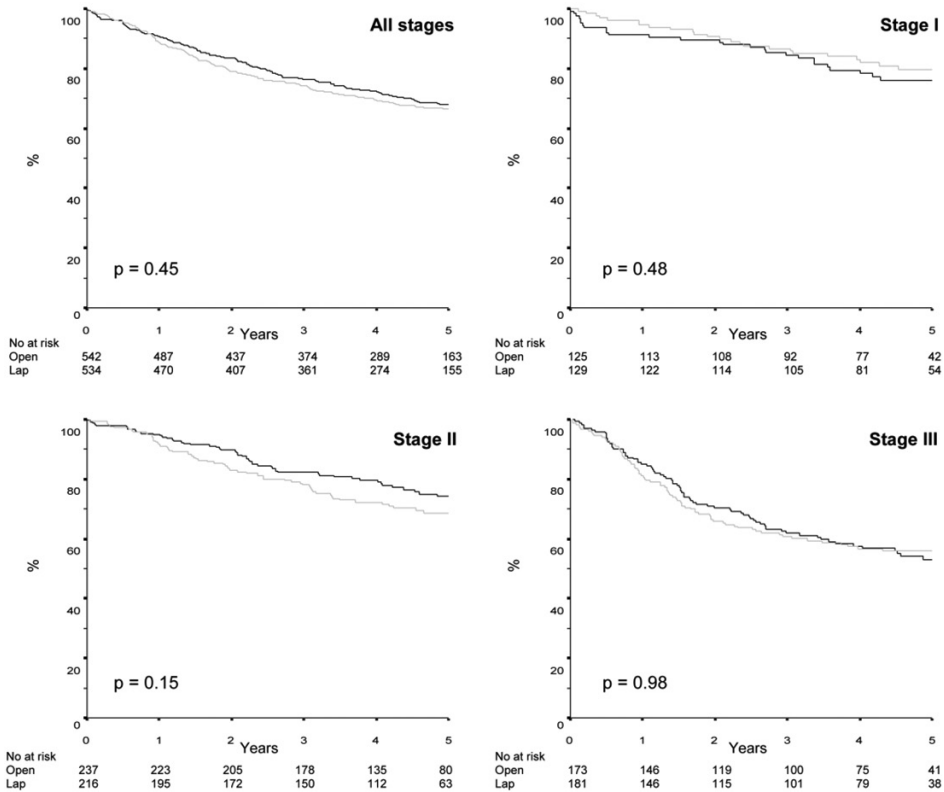 All stages
100
80
60
40
20
0
%
p = 0.45
0 1 2 3 4 5
Years
No at risk
Open 542 487 437 374 289 163
Lap 534 470 407 361 274 155
Stage I
100
80
60
40
20
0
%
p = 0.48
0 1 2 3 4 5
Years
No at risk
Open 125 113 108 92 77 42
Lap 129 122 114 105 81 54
Stage II
100
80
60
40
20
0
%
p = 0.15
0 1 2 3 4 5
Years
No at risk
Open 237 223 205 178 135 80
Lap 216 195 172 150 112 63
Stage III
100
80
60
40
20
0
%
p = 0.98
0 1 2 3 4 5
Years
No at risk
Open 173 146 119 100 75 41
Lap 181 146 115 101 79 38